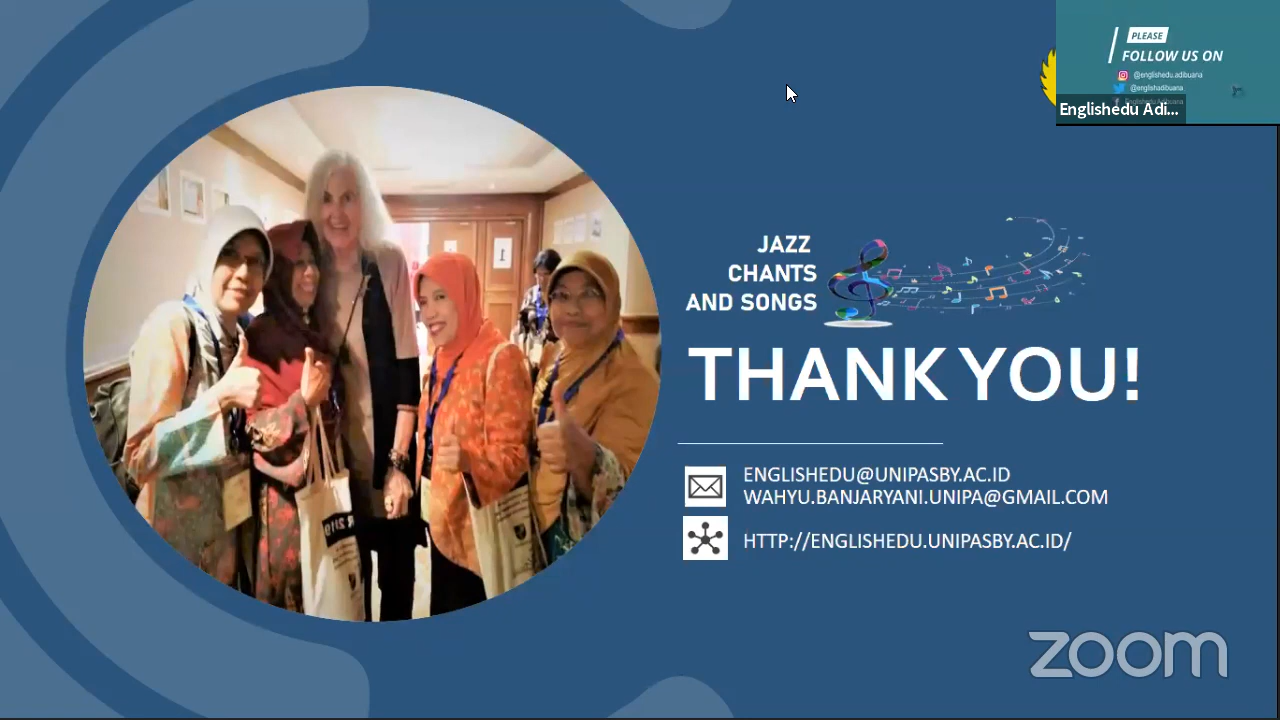 PLEASE
FOLLOW US ON
@englishedu.adibuana
@englishadibuana
Englishedu Adi...
JAZZ
CHANTS
AND SONGS
THANK YOU!
ENGLISHEDU@UNIPASBY.AC.ID
WAHYU.BANJARYANI.UNIPA@GMAIL.COM
HTTP://ENGLISHEDU.UNIPASBY.AC.ID/
zoom